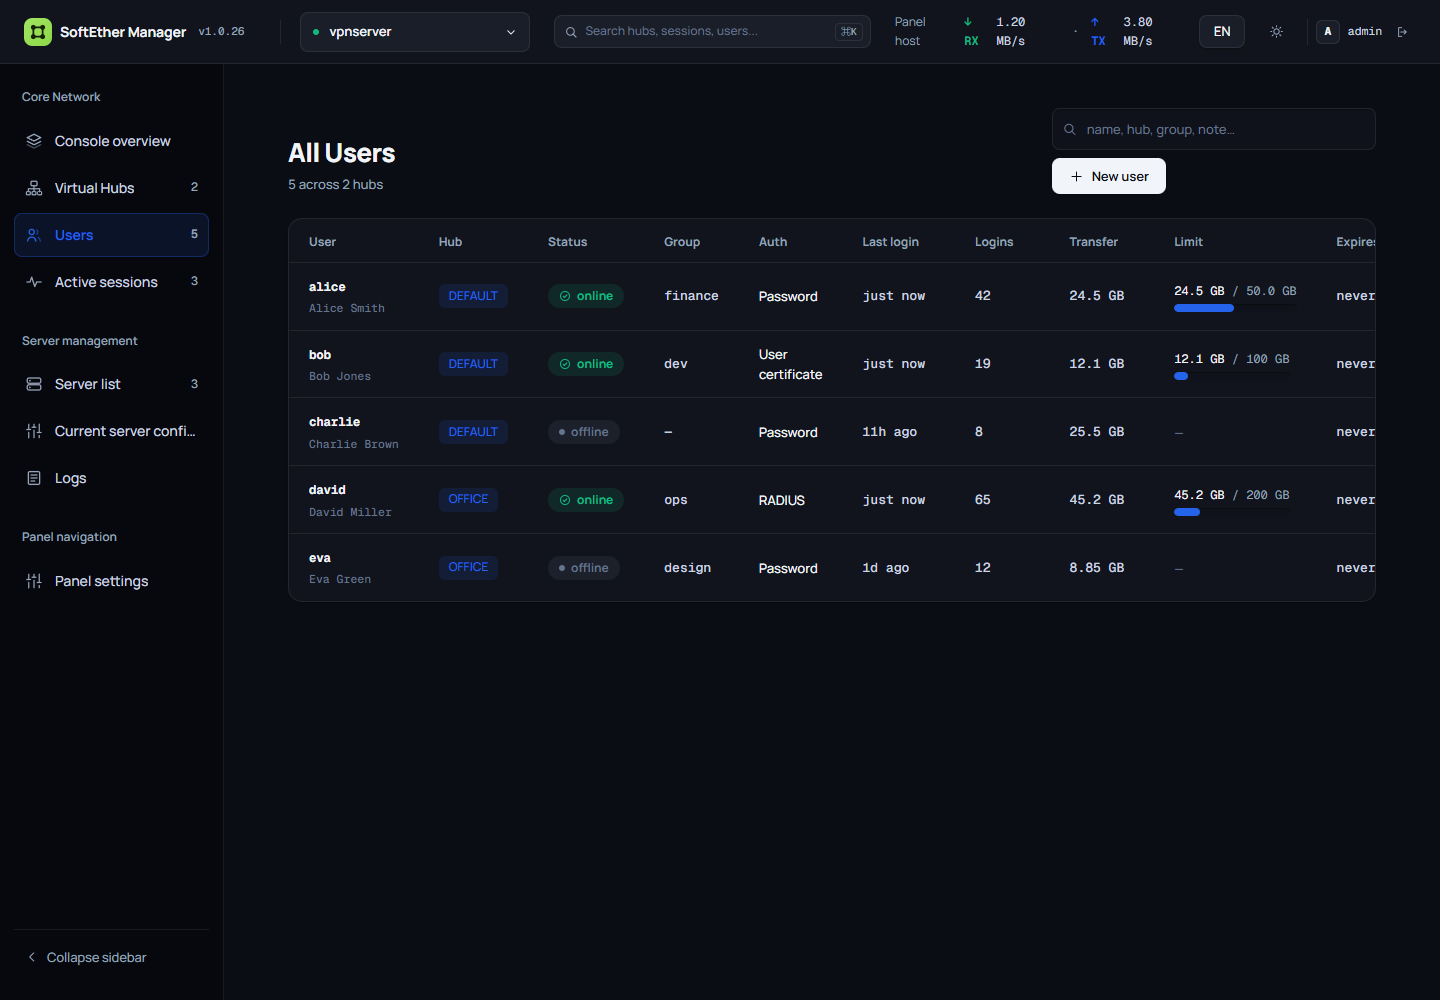 SoftEther Manager v1.0.26
vpnserver
Search hubs, sessions, users...
⌘K
Panel host
↓ RX 1.20 MB/s
·
↑ TX 3.80 MB/s
EN
A admin
Core Network
Console overview
Virtual Hubs 2
Users 5
Active sessions 3
Server management
Server list 3
Current server confi...
Logs
Panel navigation
Panel settings
Collapse sidebar
All Users
5 across 2 hubs
name, hub, group, note...
New user
User Hub Status Group Auth Last login Logins Transfer Limit Expires
alice
Alice Smith
DEFAULT online finance Password just now 42 24.5 GB 24.5 GB / 50.0 GB never
bob
Bob Jones
DEFAULT online dev User certificate just now 19 12.1 GB 12.1 GB / 100 GB never
charlie
Charlie Brown
DEFAULT offline — Password 11h ago 8 25.5 GB — never
david
David Miller
OFFICE online ops RADIUS just now 65 45.2 GB 45.2 GB / 200 GB never
eva
Eva Green
OFFICE offline design Password 1d ago 12 8.85 GB — never